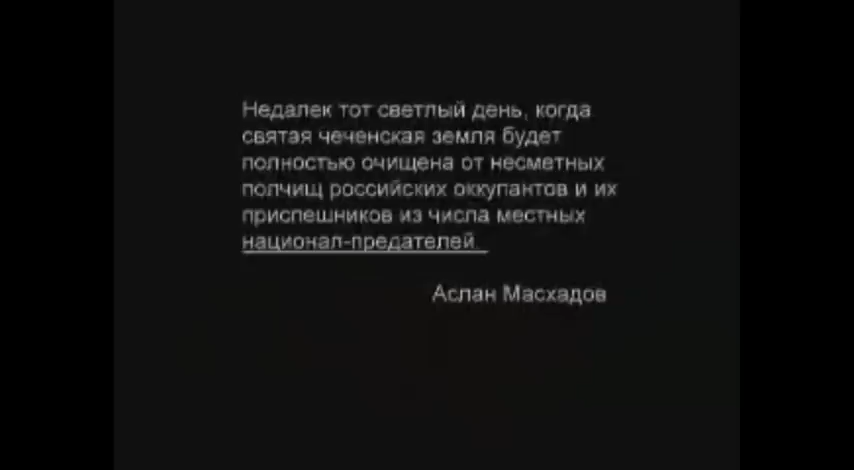 Недалек тот светлый день, когда
святая чеченская земля будет
полностью очищена от несметных
полчищ российских оккупантов и их
приспешников из числа местных
национал-предателей.
Аслан Масхадов